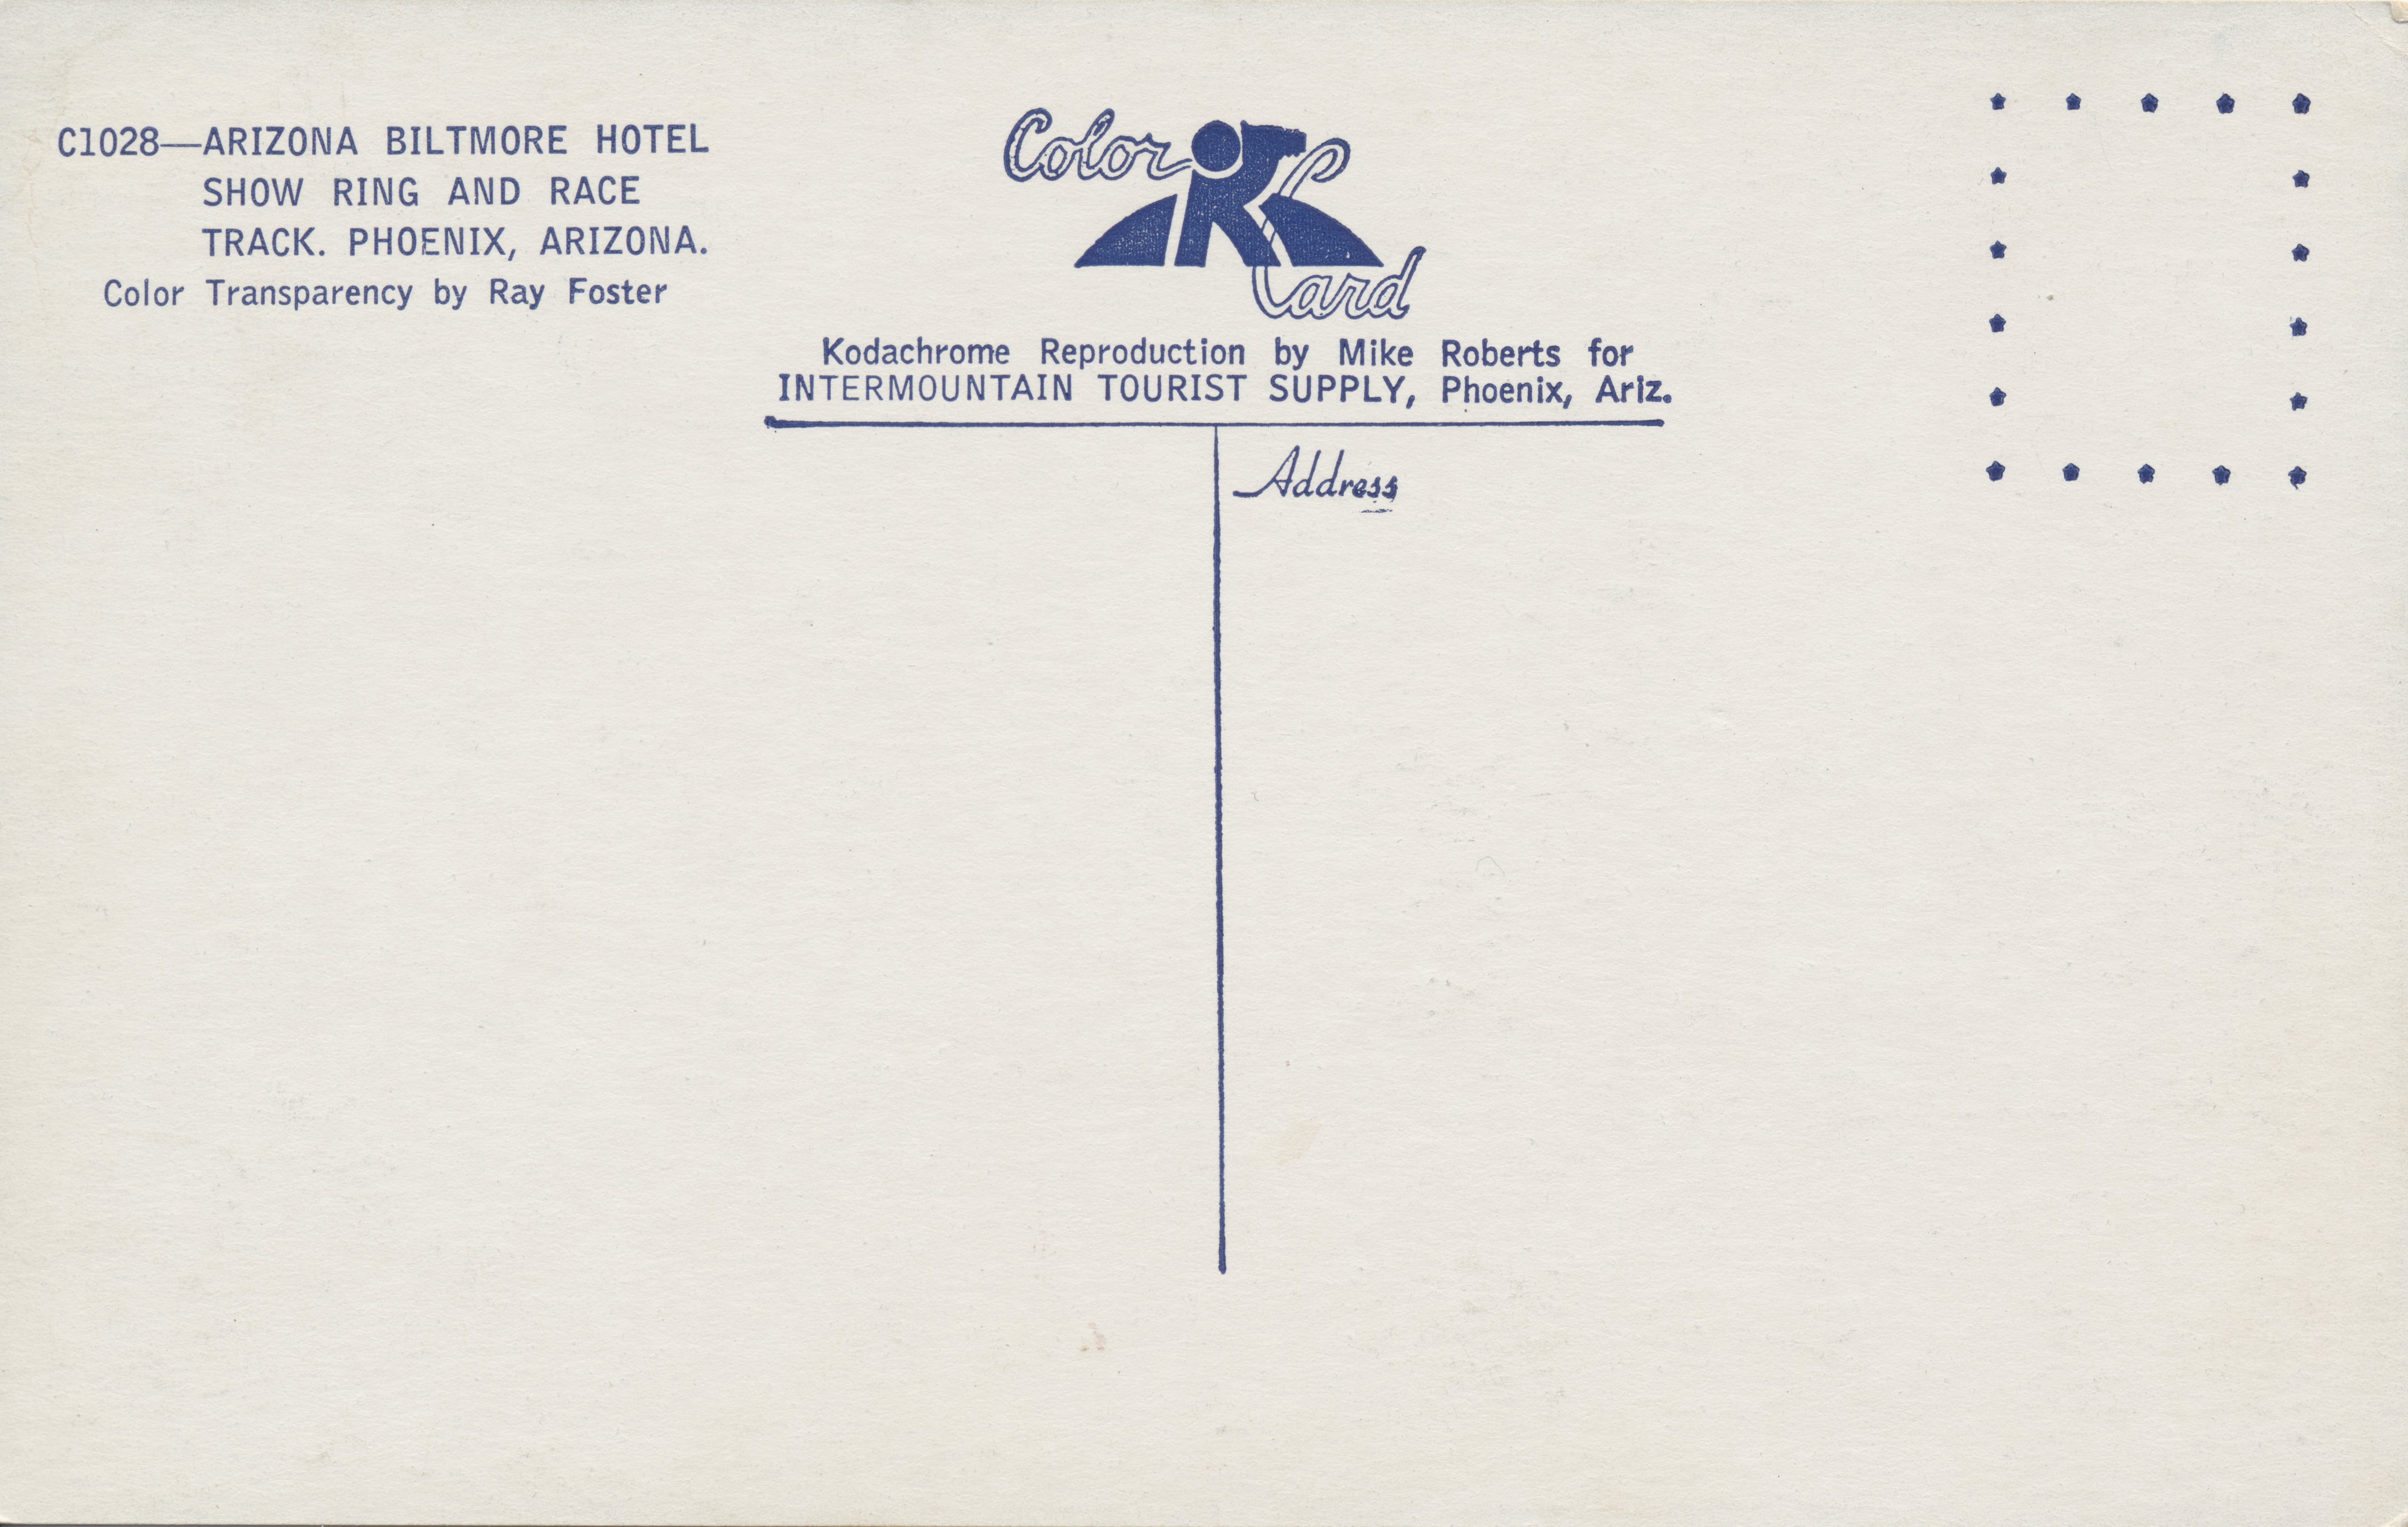 C1028—ARIZONA BILTMORE HOTEL
SHOW RING AND RACE
TRACK. PHOENIX, ARIZONA.
Color Transparency by Ray Foster
Color
R
Card
Kodachrome Reproduction by Mike Roberts for
INTERMOUNTAIN TOURIST SUPPLY, Phoenix, Ariz.
Address